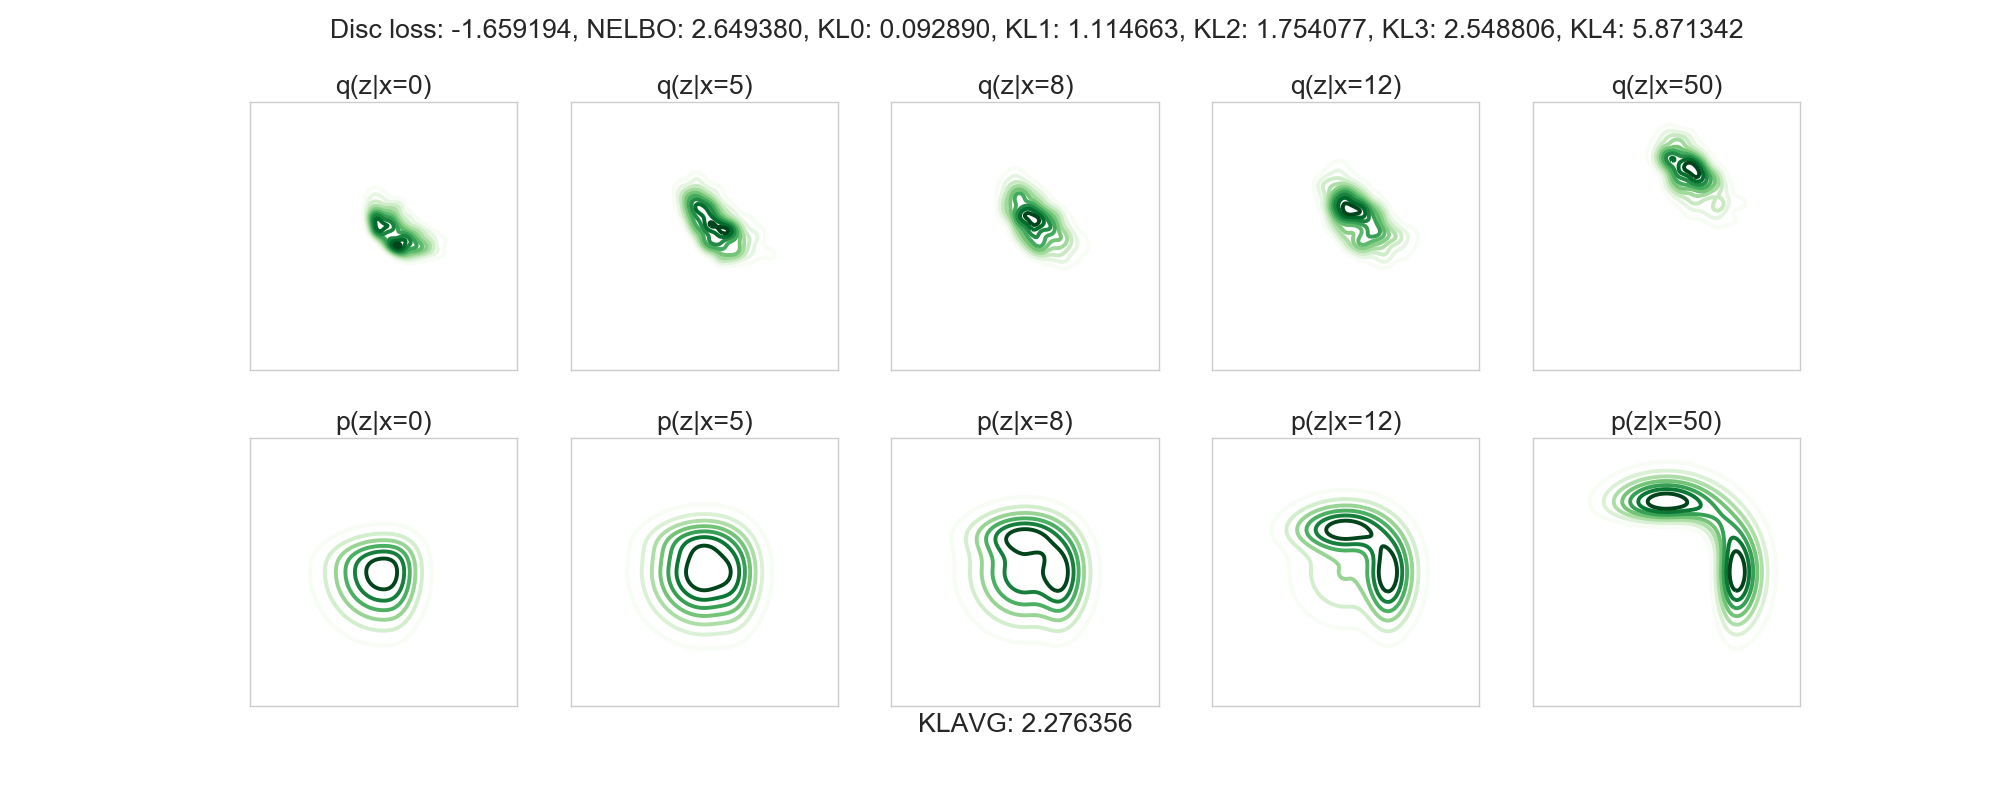 Disc loss: -1.659194, NELBO: 2.649380, KL0: 0.092890, KL1: 1.114663, KL2: 1.754077, KL3: 2.548806, KL4: 5.871342
q(z|x=0) q(z|x=5) q(z|x=8) q(z|x=12) q(z|x=50)
p(z|x=0) p(z|x=5) p(z|x=8) p(z|x=12) p(z|x=50)
KLAVG: 2.276356